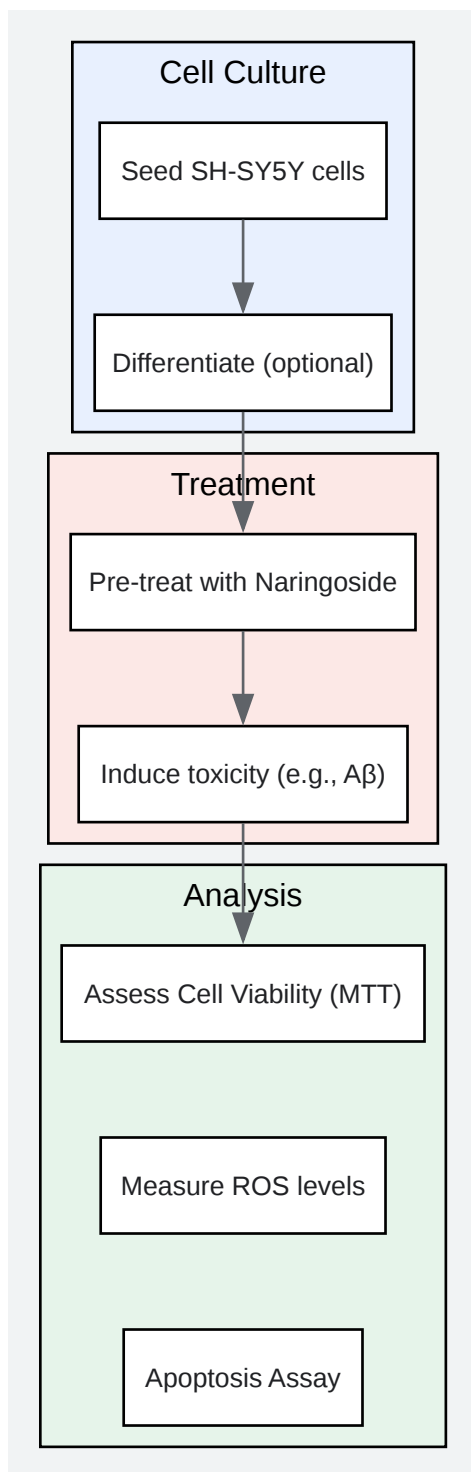 Cell Culture
Seed SH-SY5Y cells
Differentiate (optional)
Treatment
Pre-treat with Naringoside
Induce toxicity (e.g., Aβ)
Analysis
Assess Cell Viability (MTT)
Measure ROS levels
Apoptosis Assay